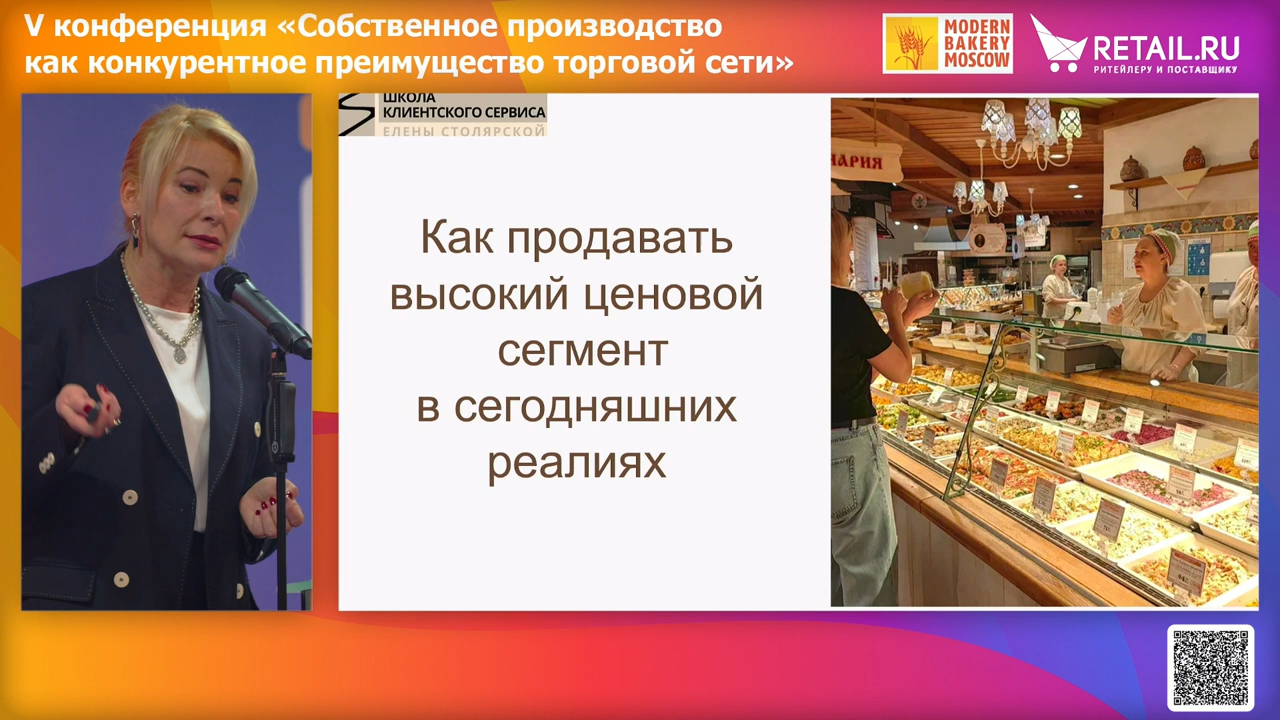 V конференция «Собственное производство
как конкурентное преимущество торговой сети»
MODERN
BAKERY
MOSCOW
RETAIL.RU
РИТЕЙЛЕРУ И ПОСТАВЩИКУ
ШКОЛА
КЛИЕНТСКОГО СЕРВИСА
ЕЛЕНЫ СТОЛЯРСКОЙ
Как продавать
высокий ценовой
сегмент
в сегодняшних
реалиях